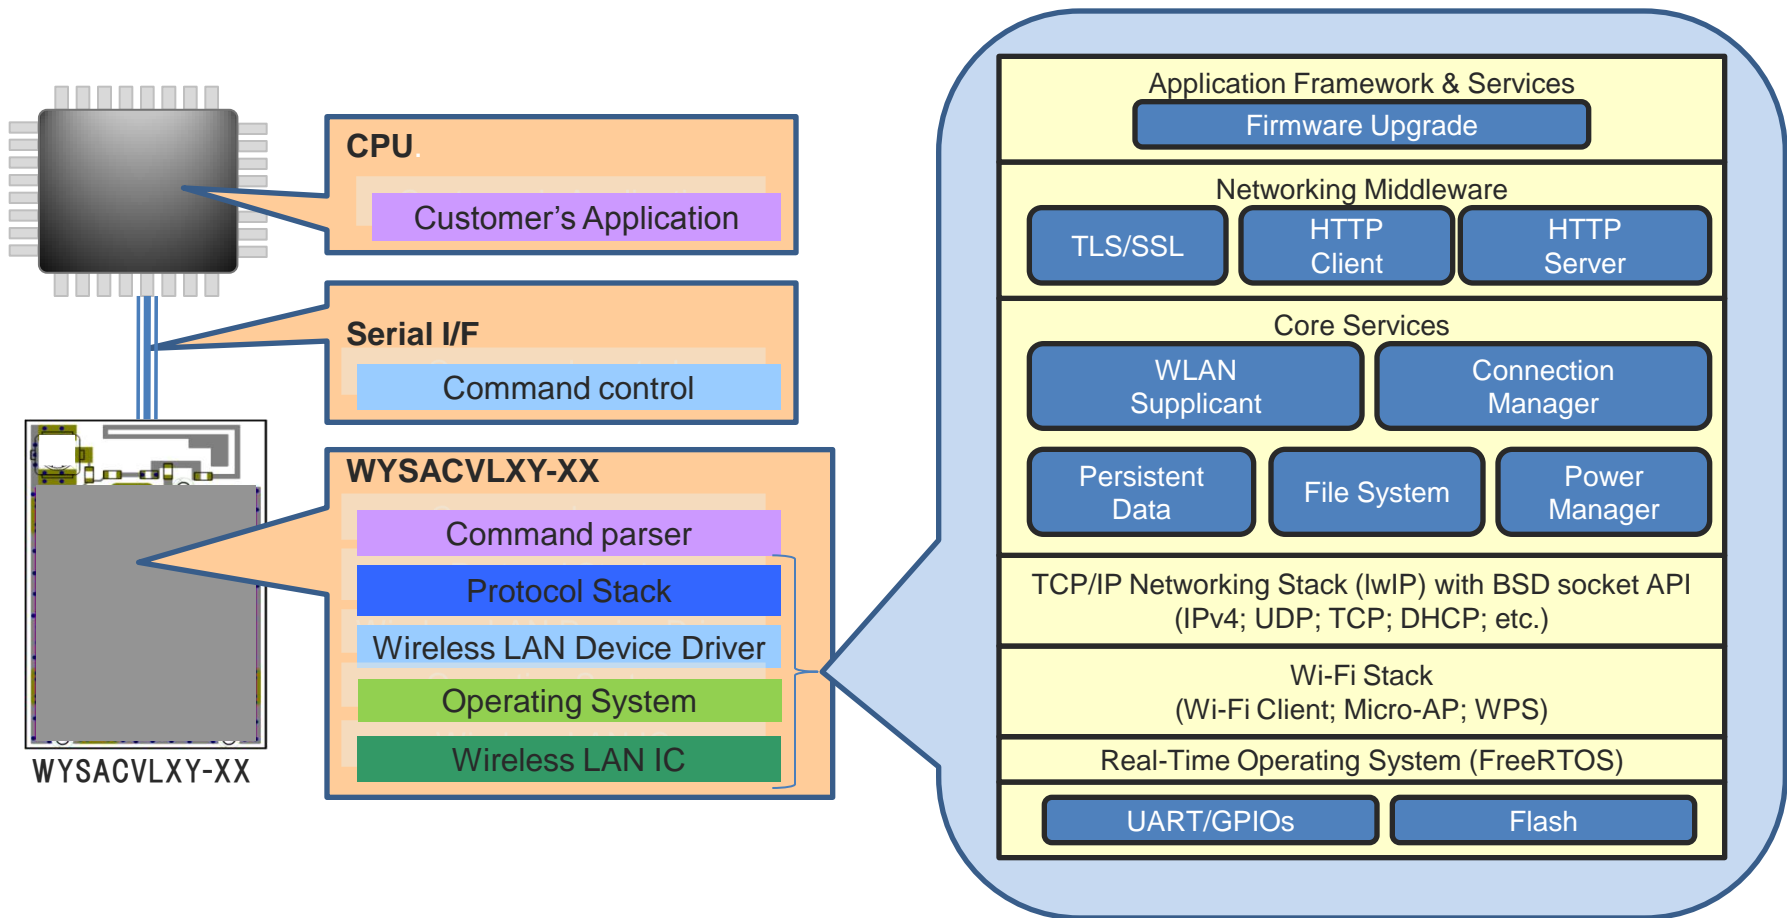 CPU.
Customer's Application
Serial I/F
Command control
WYSACVLXY-XX
Command parser
Protocol Stack
Wireless LAN Device Driver
Operating System
Wireless LAN IC
WYSACVLXY-XX
Application Framework & Services
Firmware Upgrade
Networking Middleware
TLS/SSL
HTTP
Client
HTTP
Server
Core Services
WLAN
Supplicant
Connection
Manager
Persistent
Data
File System
Power
Manager
TCP/IP Networking Stack (lwIP) with BSD socket API
(IPv4; UDP; TCP; DHCP; etc.)
Wi-Fi Stack
(Wi-Fi Client; Micro-AP; WPS)
Real-Time Operating System (FreeRTOS)
UART/GPIOs
Flash